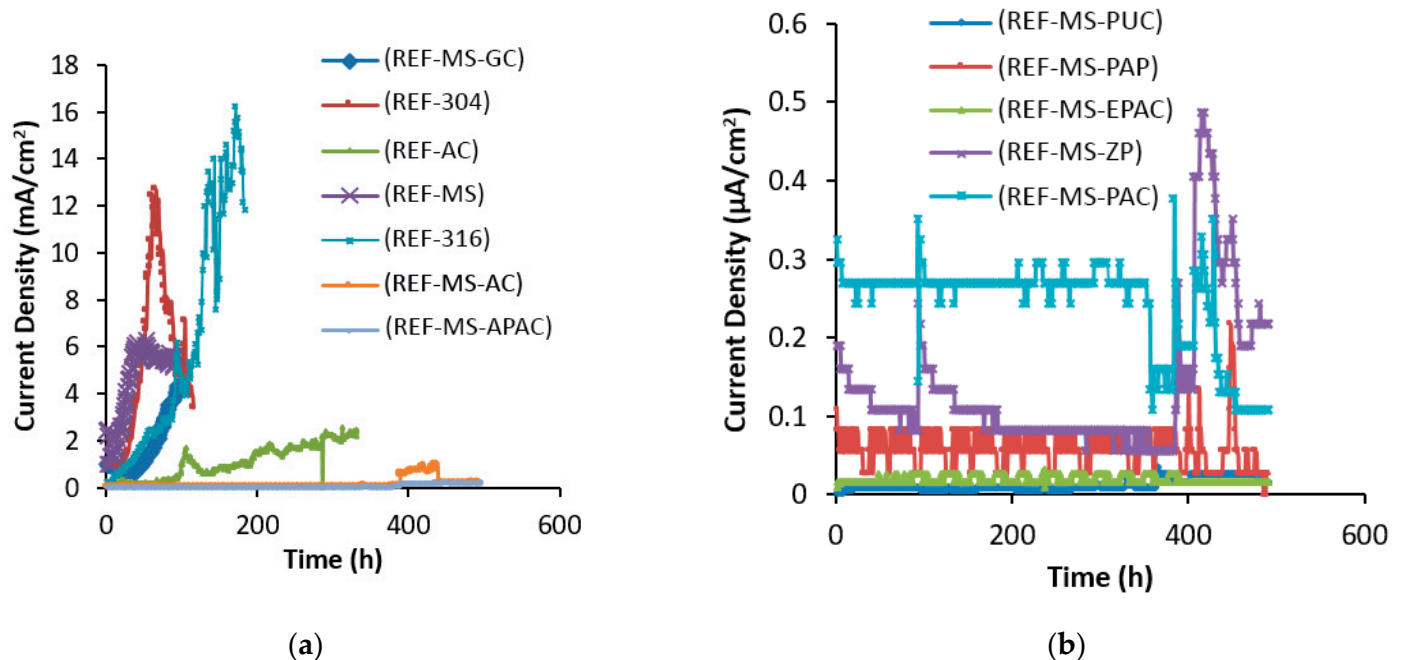 18
16
14
12
10
8
6
4
2
0
Current Density (mA/cm²)
0
200
400
600
Time (h)
(REF-MS-GC)
(REF-304)
(REF-AC)
(REF-MS)
(REF-316)
(REF-MS-AC)
(REF-MS-APAC)
(a)
0.6
0.5
0.4
0.3
0.2
0.1
0
Current Density (μA/cm²)
0
200
400
600
Time (h)
(REF-MS-PUC)
(REF-MS-PAP)
(REF-MS-EPAC)
(REF-MS-ZP)
(REF-MS-PAC)
(b)